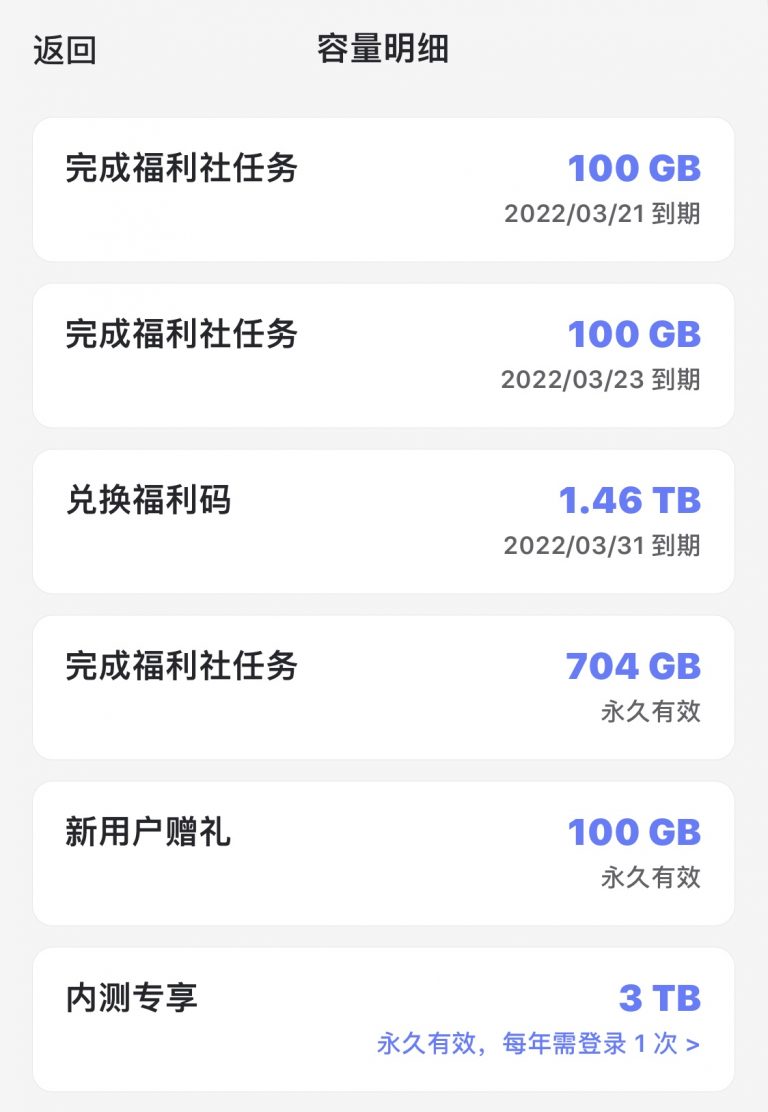 返回
容量明细
完成福利社任务
100 GB
2022/03/21 到期
完成福利社任务
100 GB
2022/03/23 到期
兑换福利码
1.46 TB
2022/03/31 到期
完成福利社任务
704 GB
永久有效
新用户赠礼
100 GB
永久有效
内测专享
3 TB
永久有效，每年需登录 1 次 >